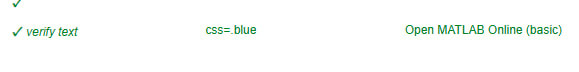 ✓
✓ verify text css=.blue Open MATLAB Online (basic)